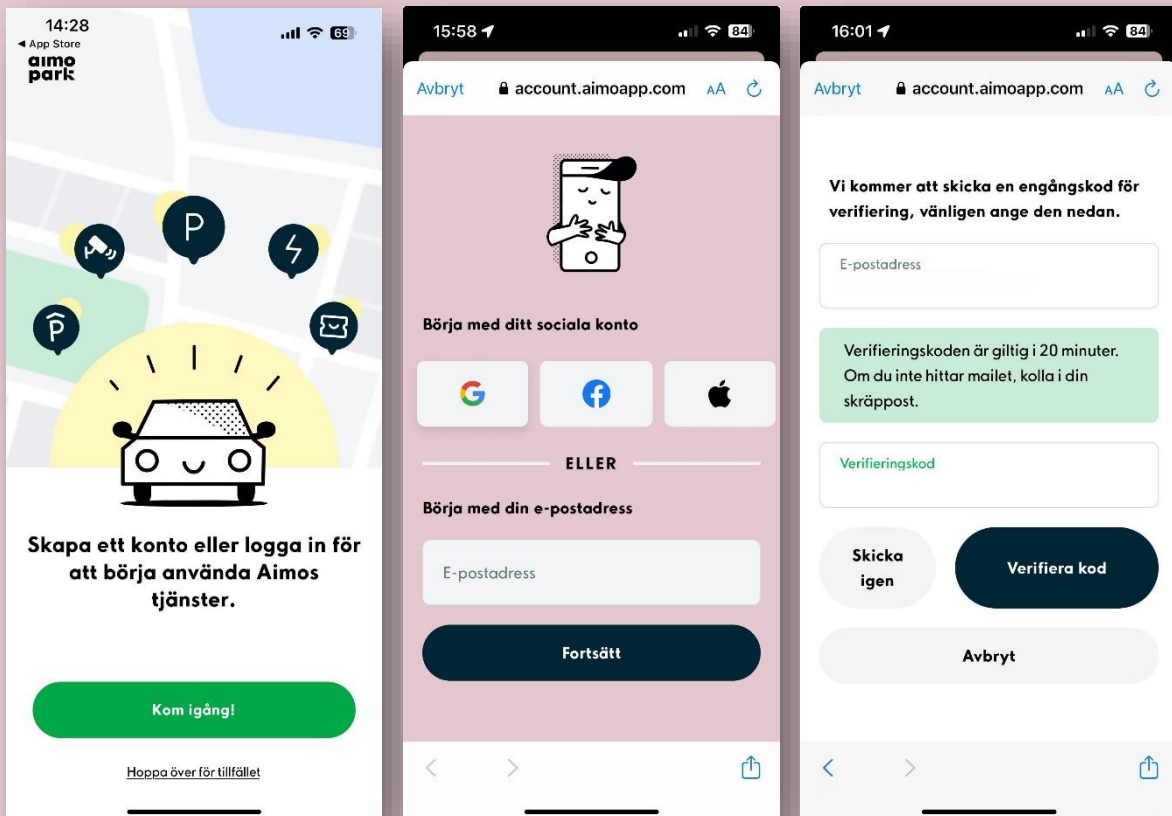 14:28
69
◀ App Store
aimo
park
P
P
Skapa ett konto eller logga in för
att börja använda Aimos
tjänster.
Kom igång!
Hoppa över för tillfället
15:58
84
Avbryt
account.aimoapp.com
AA
Börja med ditt sociala konto
ELLER
Börja med din e-postadress
E-postadress
Fortsätt
16:01
84
Avbryt
account.aimoapp.com
AA
Vi kommer att skicka en engångskod för
verifiering, vänligen ange den nedan.
E-postadress
Verifieringskoden är giltig i 20 minuter.
Om du inte hittar mailet, kolla i din
skräppost.
Verifieringskod
Skicka
igen
Verifiera kod
Avbryt